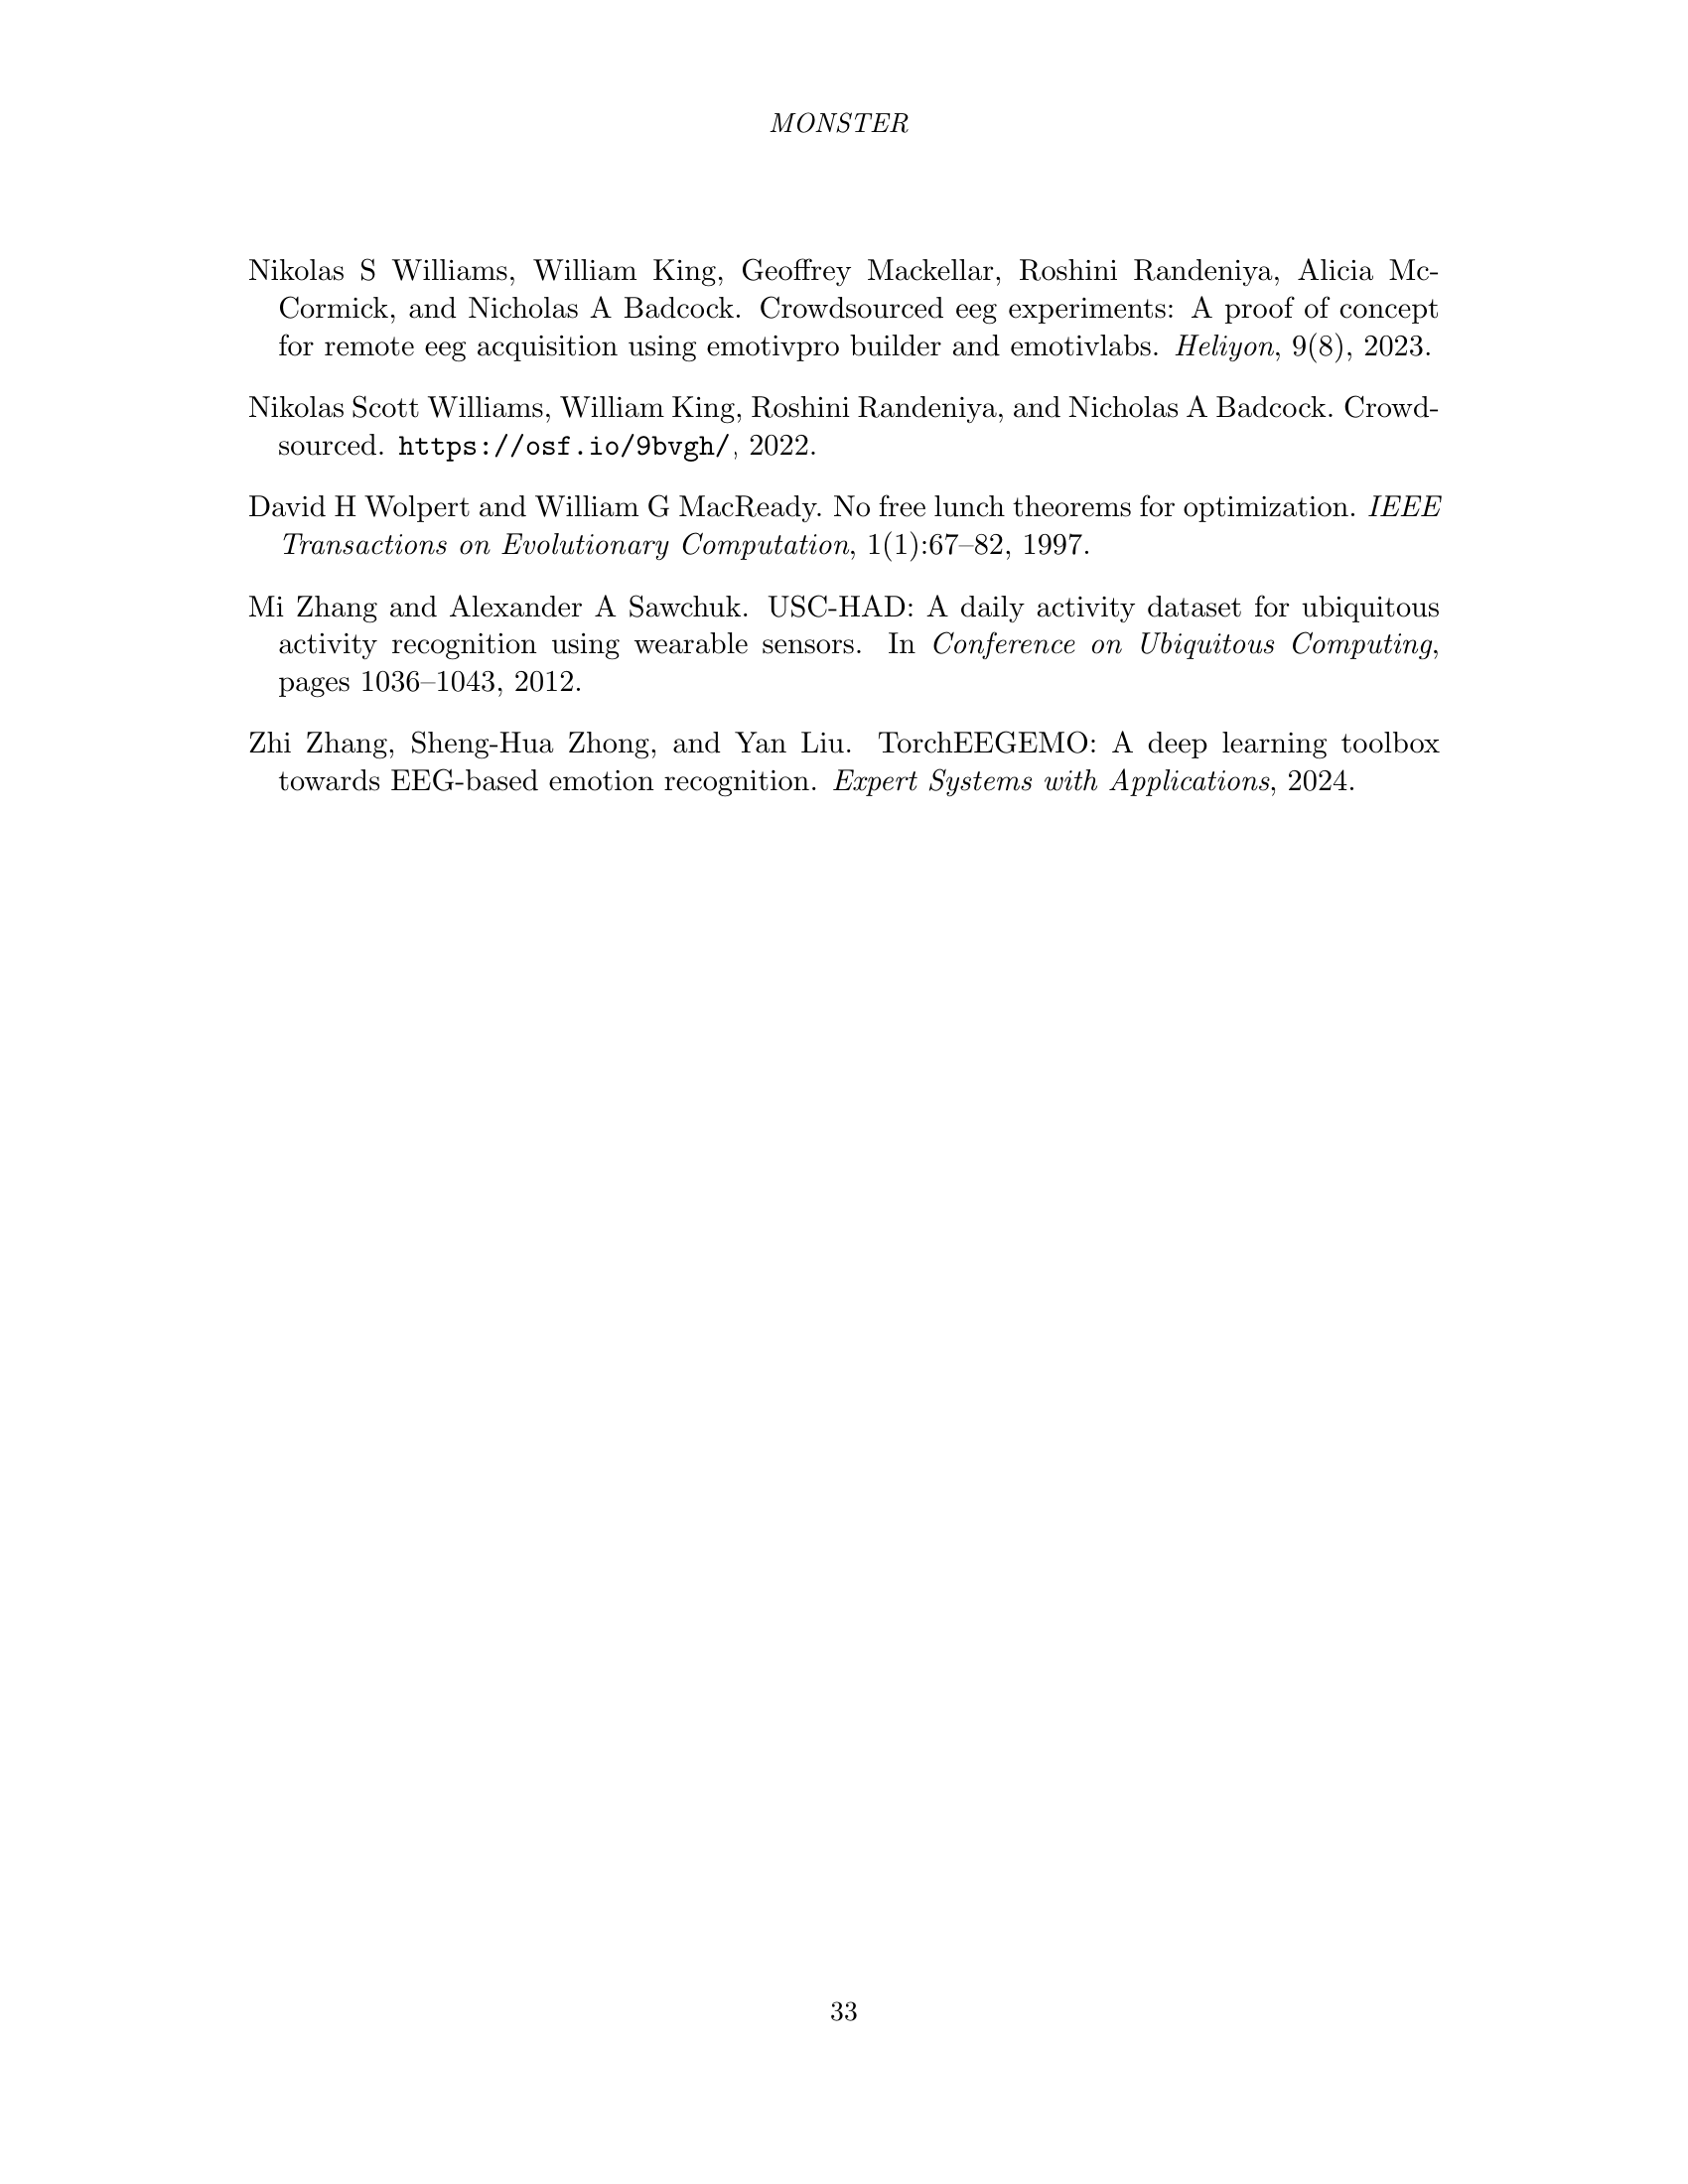 MONSTER
Nikolas S Williams, William King, Geoffrey Mackellar, Roshini Randeniya, Alicia Mc-
Cormick, and Nicholas A Badcock. Crowdsourced eeg experiments: A proof of concept
for remote eeg acquisition using emotivpro builder and emotivlabs. Heliyon, 9(8), 2023.
Nikolas Scott Williams, William King, Roshini Randeniya, and Nicholas A Badcock. Crowd-
sourced. https://osf.io/9bvgh/, 2022.
David H Wolpert and William G MacReady. No free lunch theorems for optimization. IEEE
Transactions on Evolutionary Computation, 1(1):67–82, 1997.
Mi Zhang and Alexander A Sawchuk. USC-HAD: A daily activity dataset for ubiquitous
activity recognition using wearable sensors. In Conference on Ubiquitous Computing,
pages 1036–1043, 2012.
Zhi Zhang, Sheng-Hua Zhong, and Yan Liu. TorchEEGEMO: A deep learning toolbox
towards EEG-based emotion recognition. Expert Systems with Applications, 2024.
33